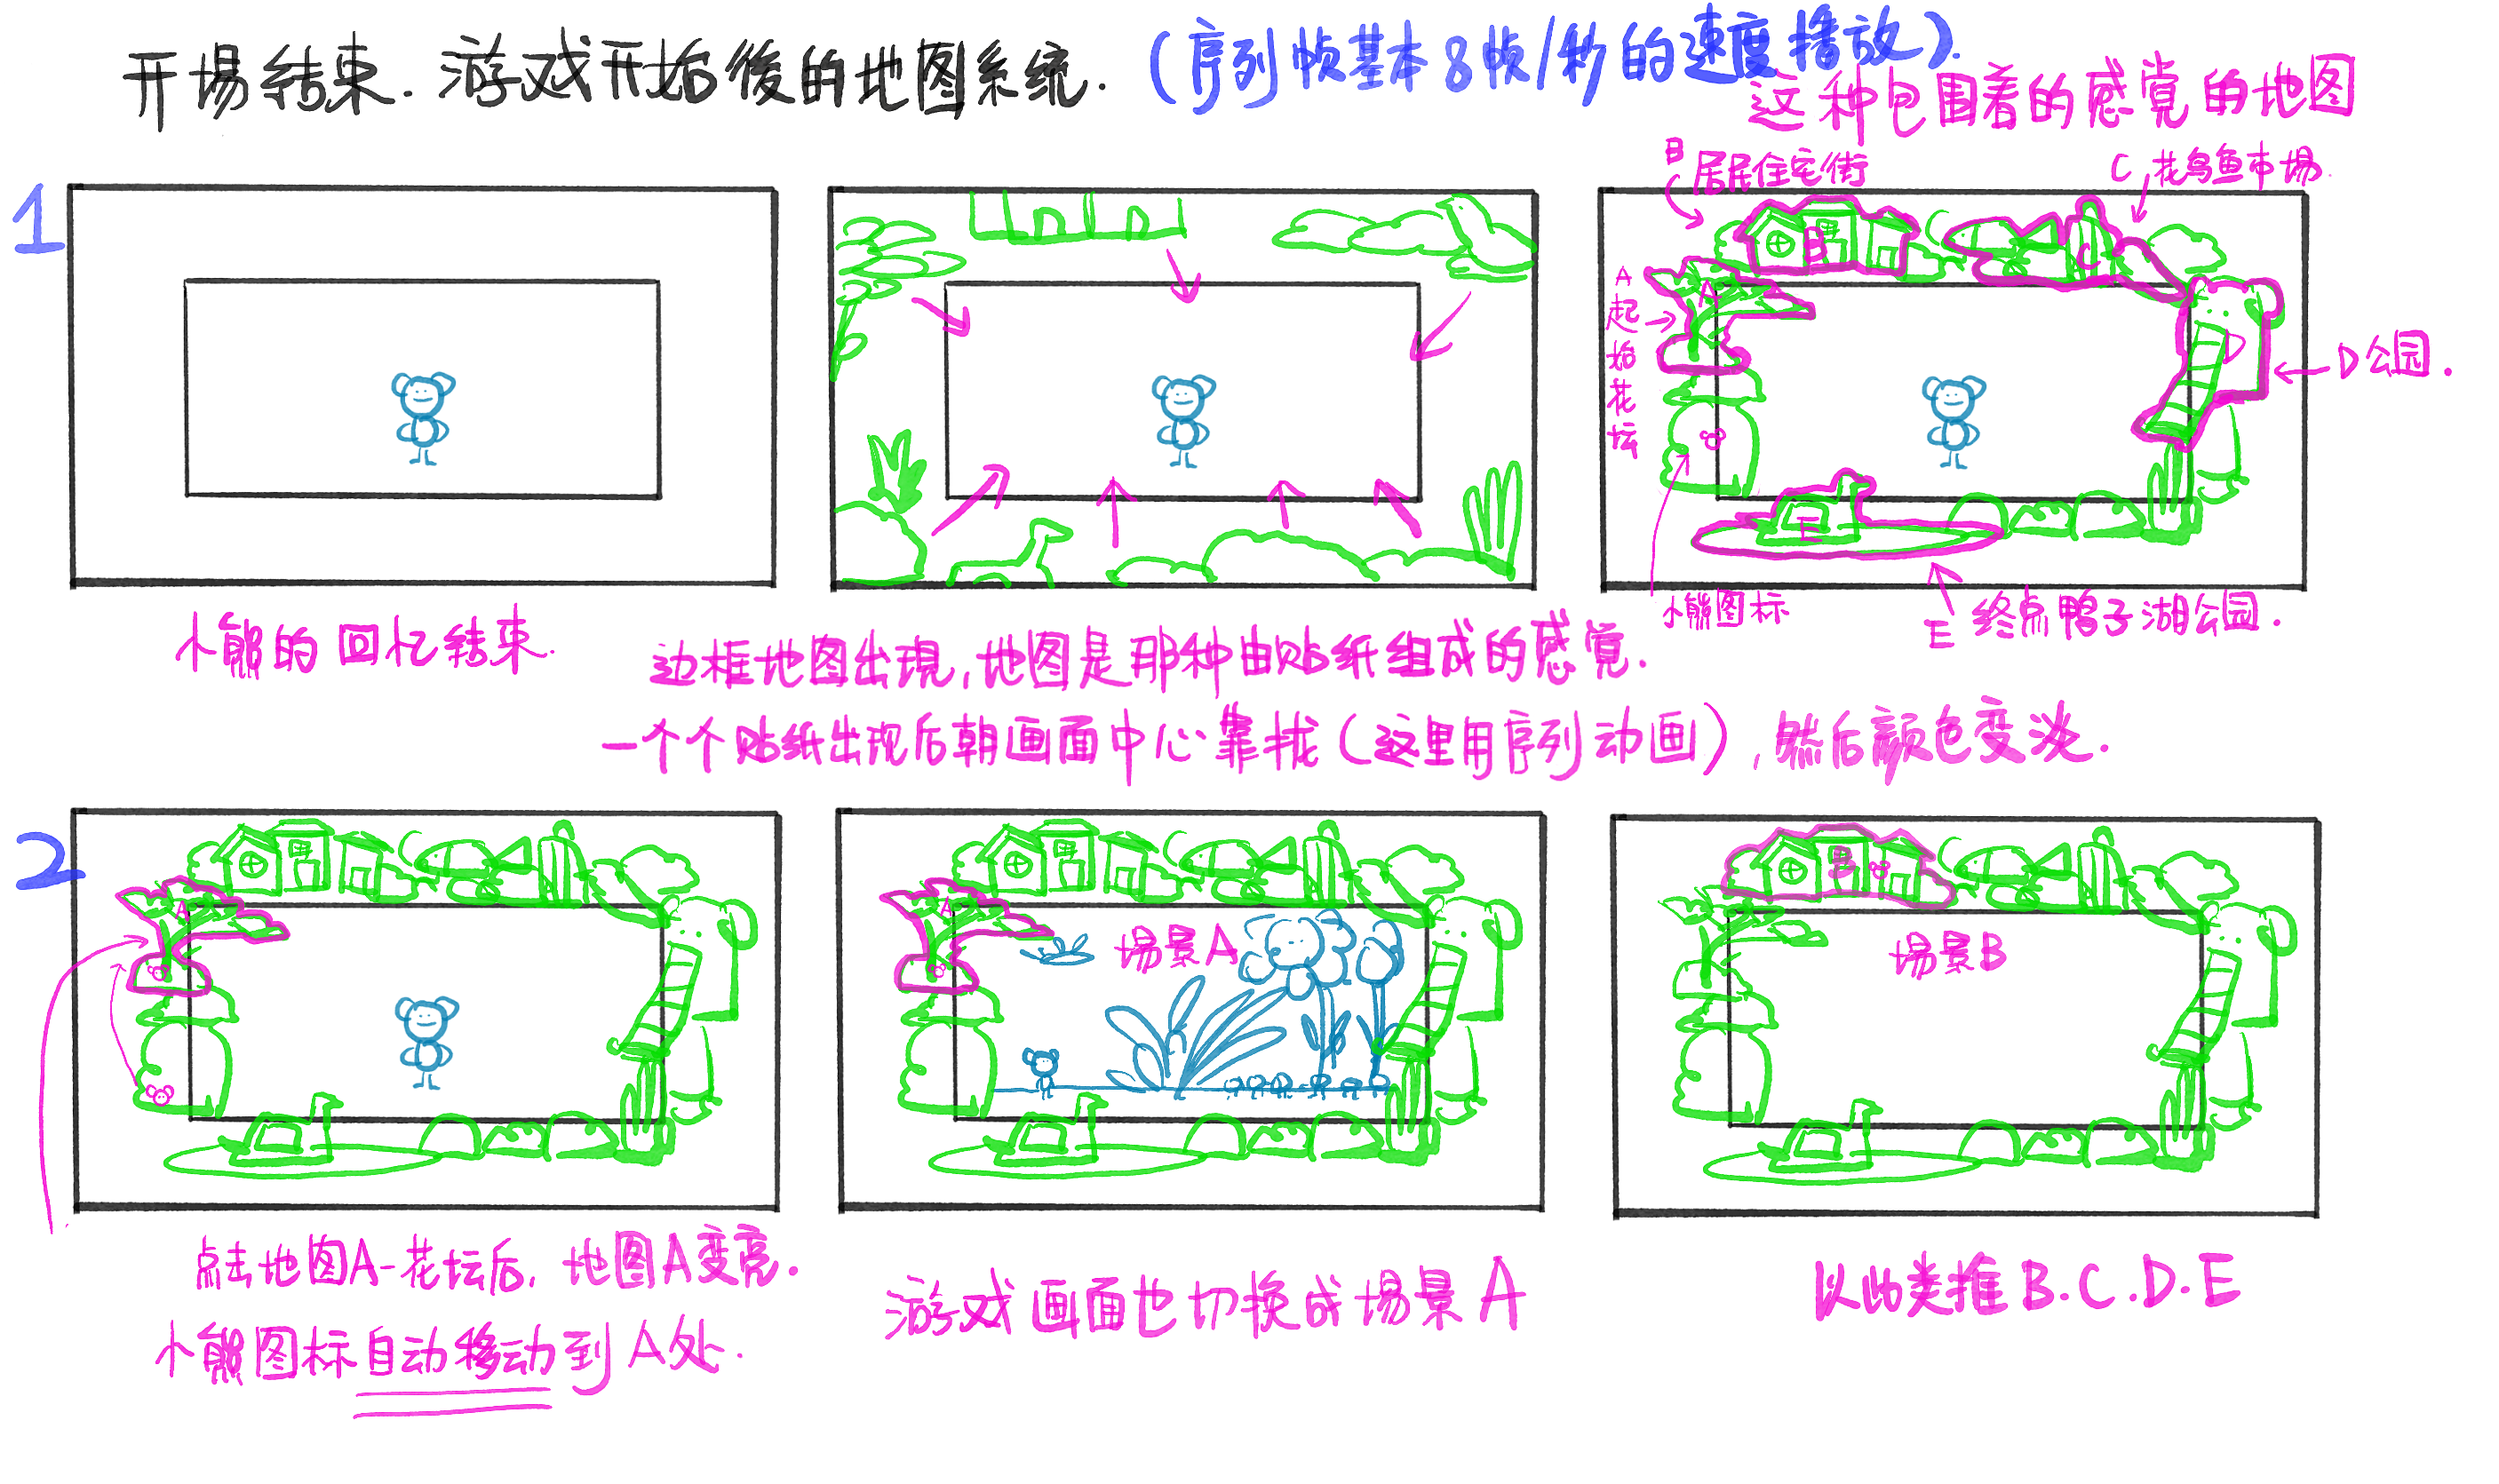 开場结束.游戏开始後的地图系统.(序列帧基本8帧/秒的速度播放).
这种包围着的感觉的地图
1
B 居民住宅街
C 花鸟鱼市场.
A起始花坛
B
C
A
D
D公园.
E
小熊图标
E 终点鸭子湖公园.
小熊的回忆结束.
边框地图出現,地图是那种由贴纸组成的感觉.
一个个贴纸出现后朝画面中心靠拢(这里用序列动画),然后颜色变淡.
2
A
A
场景A
B
场景B
点击地图A-花坛后,地图A变亮.
小熊图标自动移动到A处.
游戏画面也切换成场景A
以此类推B.C.D.E